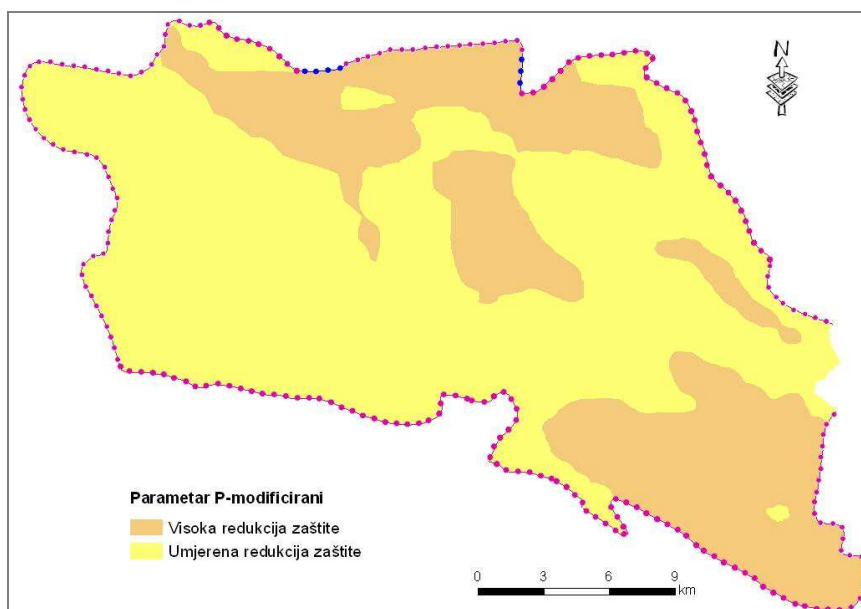 N
Parametar P-modificirani
Visoka redukcija zaštite
Umjerena redukcija zaštite
0 3 6 9
km